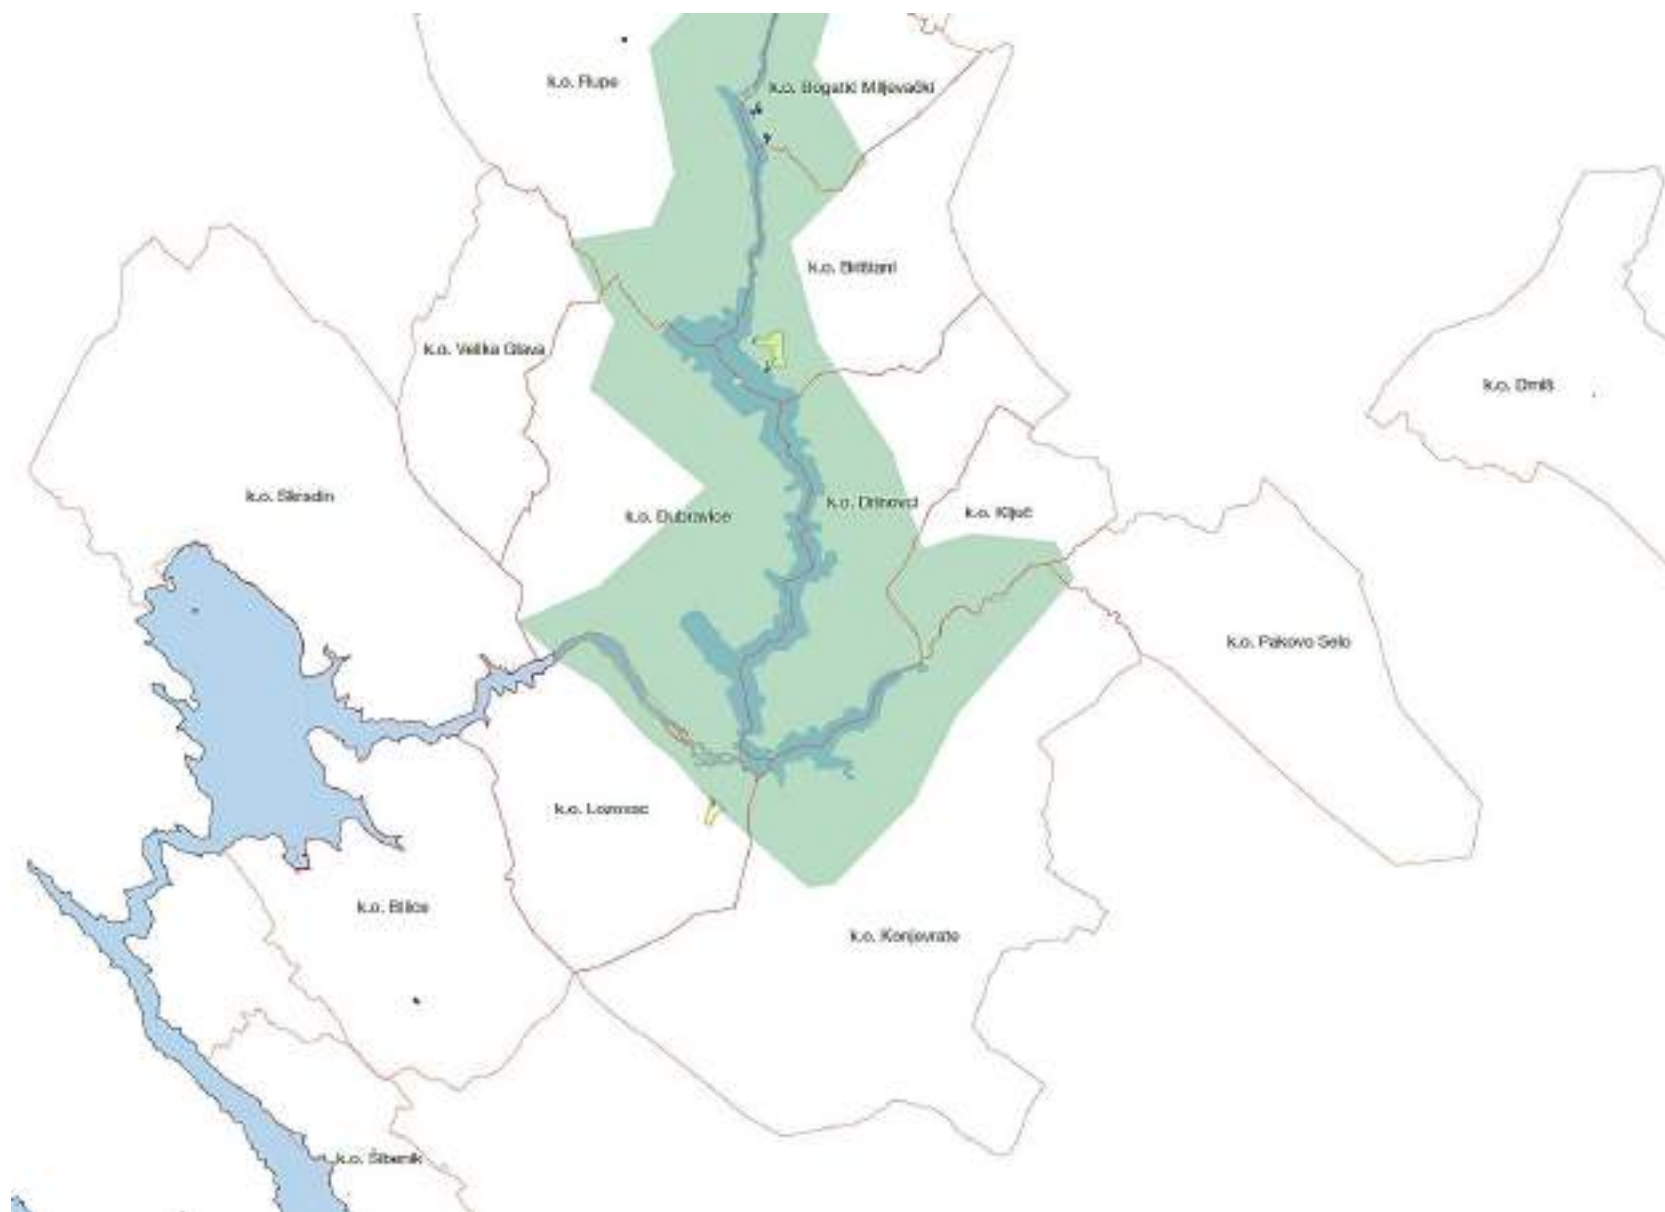 k.o. Rupe
k.o. Bogatić Miljevački
k.o. Brištani
k.o. Velika Glava
k.o. Drniš
k.o. Skradin
k.o. Dubravice
k.o. Drinovci
k.o. Ključ
k.o. Pakovo Selo
k.o. Lozovac
k.o. Bilice
k.o. Konjevrate
k.o. Šibenik